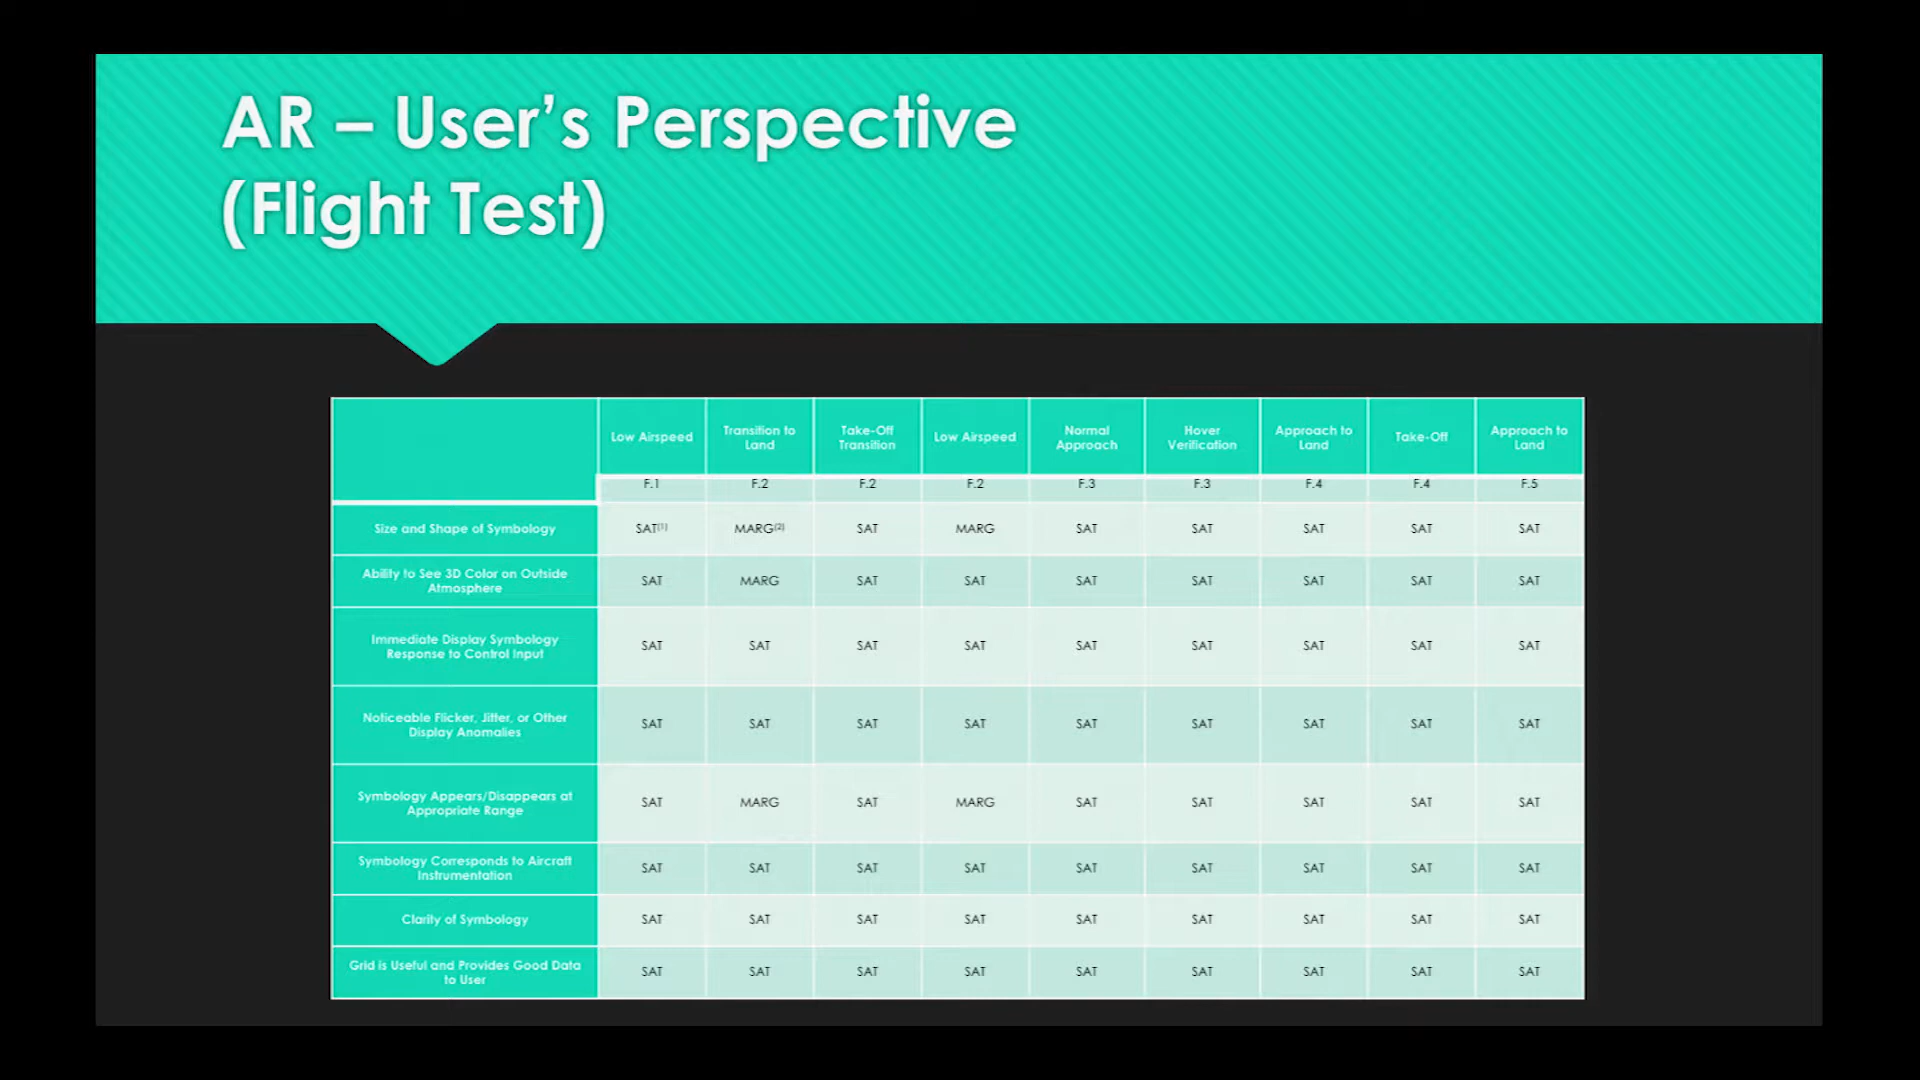 AR – User's Perspective
(Flight Test)
Low Airspeed Transition to Land Take-Off Transition Low Airspeed Normal Approach Hover Verification Approach to Land Take-Off Approach to Land
F.1 F.2 F.2 F.2 F.3 F.3 F.4 F.4 F.5
Size and Shape of Symbology SAT(1) MARG(2) SAT MARG SAT SAT SAT SAT SAT
Ability to See 3D Color on Outside Atmosphere SAT MARG SAT SAT SAT SAT SAT SAT SAT
Immediate Display Symbology Response to Control Input SAT SAT SAT SAT SAT SAT SAT SAT SAT
Noticeable Flicker, Jitter, or Other Display Anomalies SAT SAT SAT SAT SAT SAT SAT SAT SAT
Symbology Appears/Disappears at Appropriate Range SAT MARG SAT MARG SAT SAT SAT SAT SAT
Symbology Corresponds to Aircraft Instrumentation SAT SAT SAT SAT SAT SAT SAT SAT SAT
Clarity of Symbology SAT SAT SAT SAT SAT SAT SAT SAT SAT
Grid is Useful and Provides Good Data to User SAT SAT SAT SAT SAT SAT SAT SAT SAT